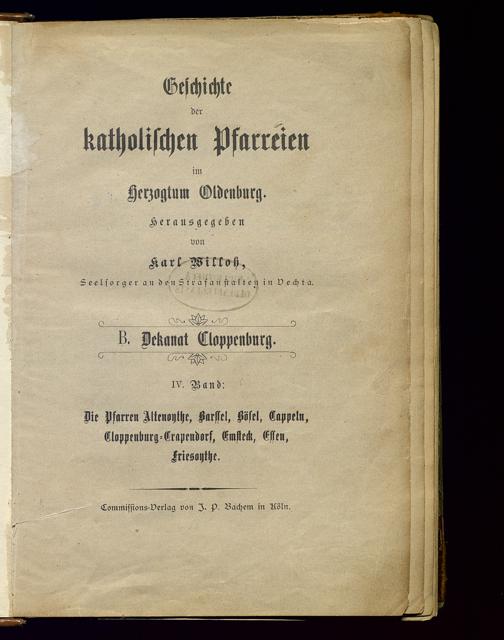 Geschichte
der
katholischen Pfarreien
im
Herzogtum Oldenburg.
Herausgegeben
von
Karl Willoh,
Seelsorger an den Strafanstalten in Vechta.
B. Dekanat Cloppenburg.
IV. Band:
Die Pfarren Altenoythe, Barssel, Bösel, Cappeln,
Cloppenburg-Crapendorf, Emsteck, Essen,
Friesoythe.
Commissions-Verlag von J. P. Bachem in Köln.